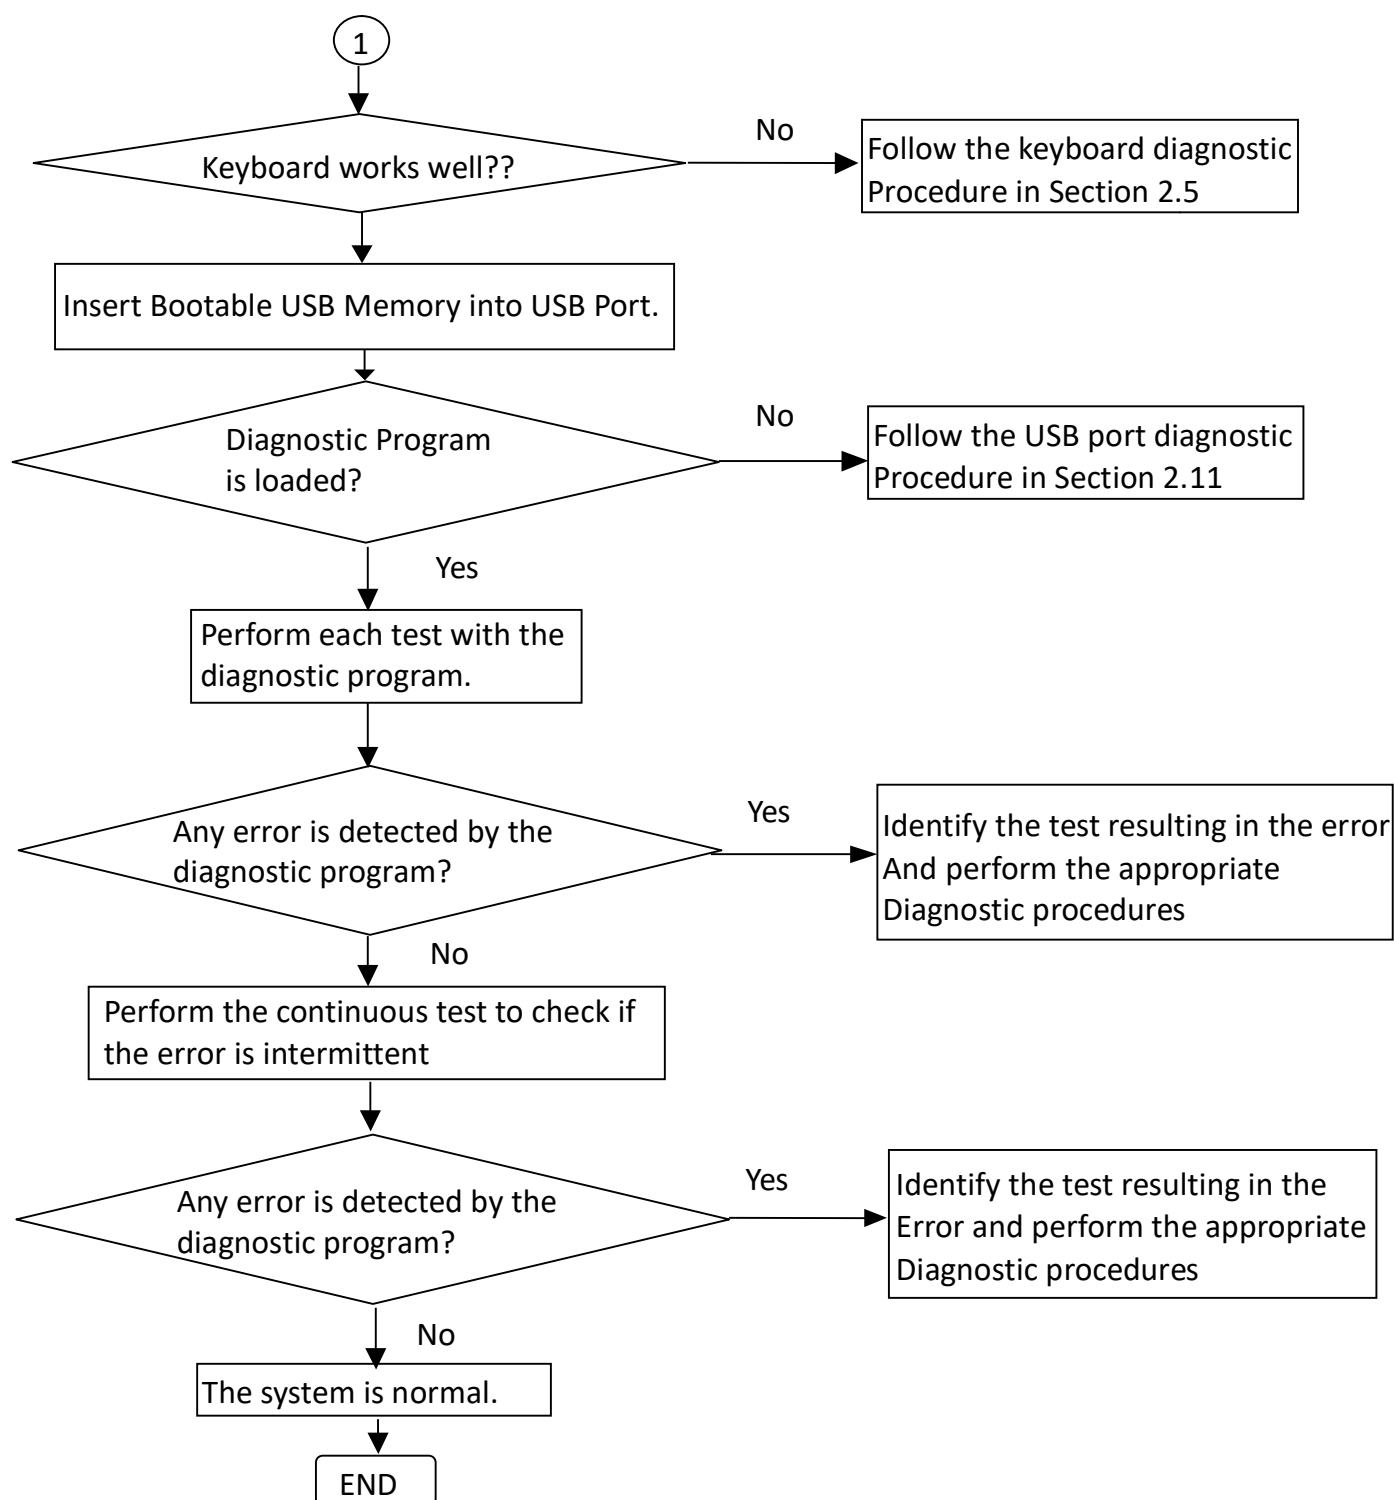 1
Keyboard works well??
No
Follow the keyboard diagnostic
Procedure in Section 2.5
Insert Bootable USB Memory into USB Port.
Diagnostic Program
is loaded?
No
Follow the USB port diagnostic
Procedure in Section 2.11
Yes
Perform each test with the
diagnostic program.
Any error is detected by the
diagnostic program?
Yes
Identify the test resulting in the error
And perform the appropriate
Diagnostic procedures
No
Perform the continuous test to check if
the error is intermittent
Any error is detected by the
diagnostic program?
Yes
Identify the test resulting in the
Error and perform the appropriate
Diagnostic procedures
No
The system is normal.
END